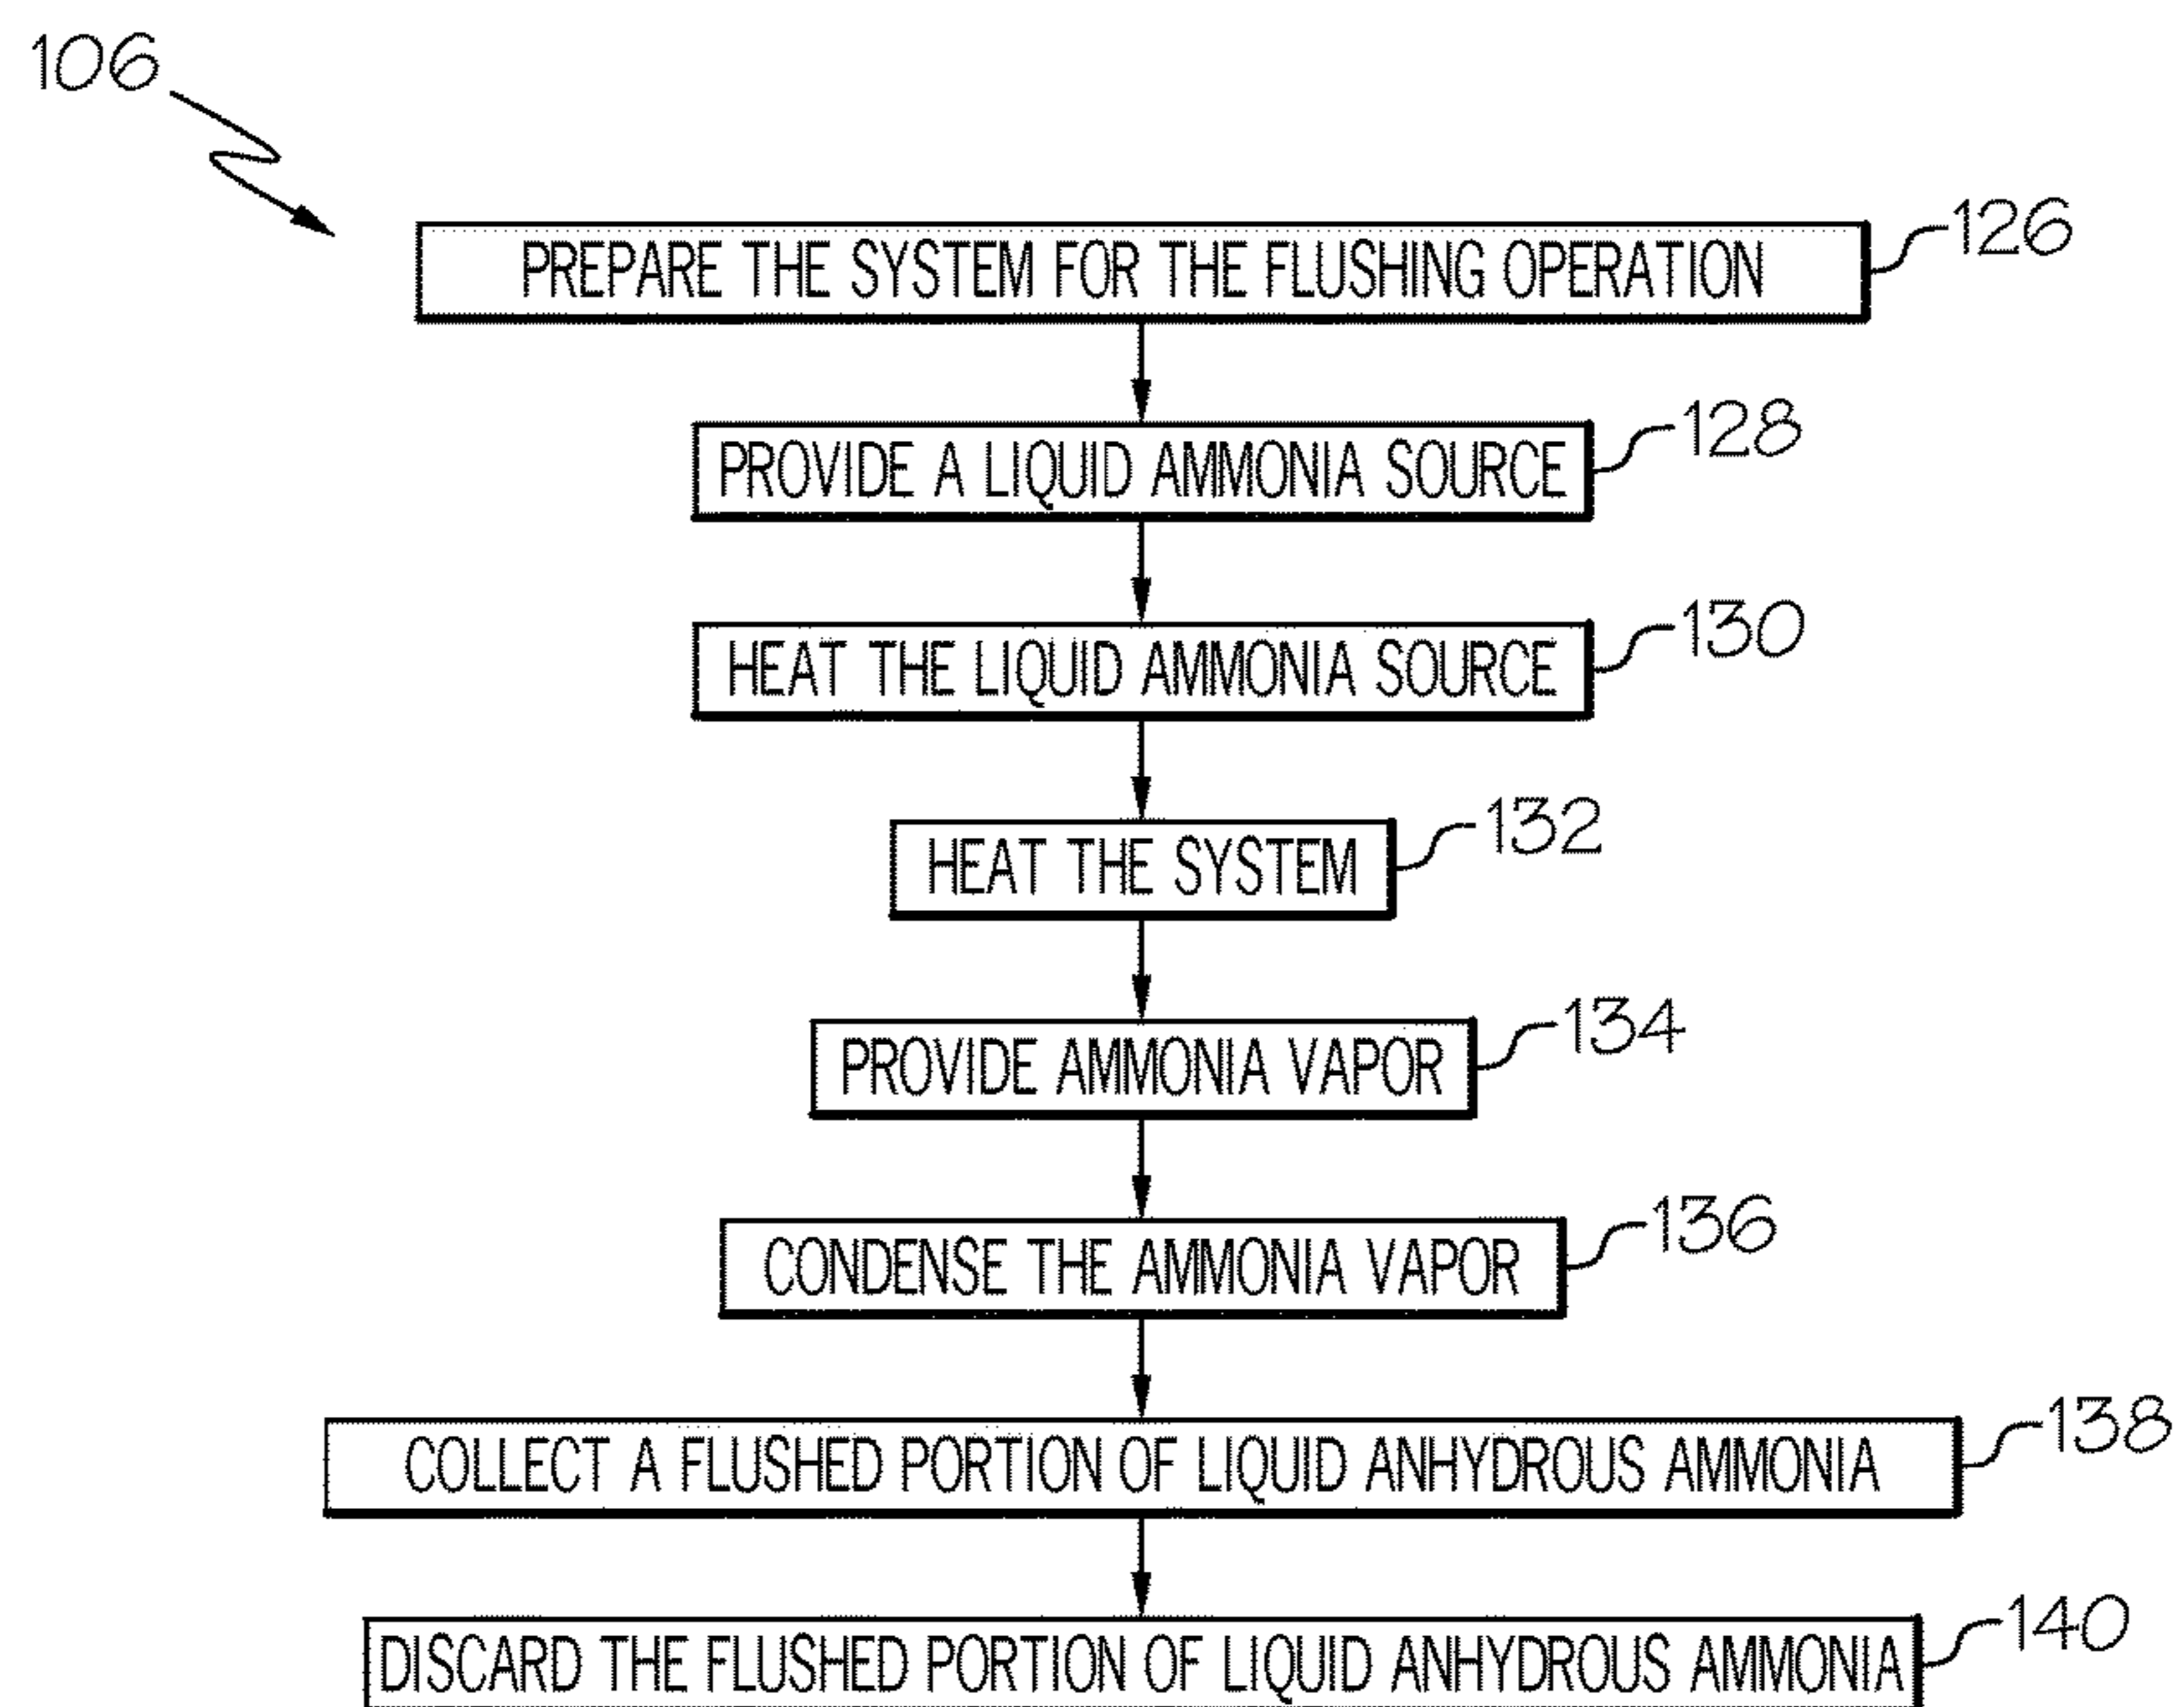 106
PREPARE THE SYSTEM FOR THE FLUSHING OPERATION 126
PROVIDE A LIQUID AMMONIA SOURCE 128
HEAT THE LIQUID AMMONIA SOURCE 130
HEAT THE SYSTEM 132
PROVIDE AMMONIA VAPOR 134
CONDENSE THE AMMONIA VAPOR 136
COLLECT A FLUSHED PORTION OF LIQUID ANHYDROUS AMMONIA 138
DISCARD THE FLUSHED PORTION OF LIQUID ANHYDROUS AMMONIA 140